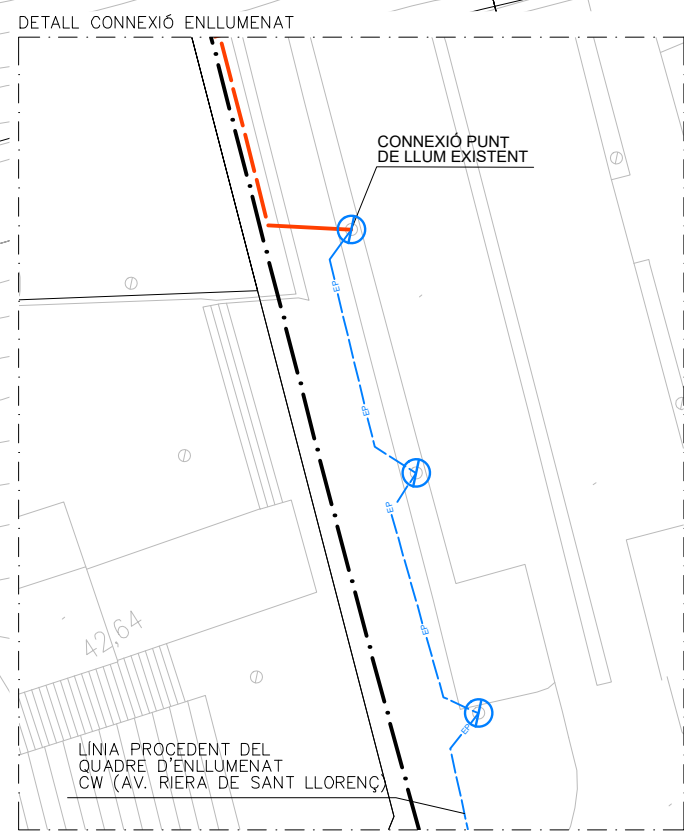 DETALL CONNEXIÓ ENLLUMENAT
CONNEXIÓ PUNT
DE LLUM EXISTENT
EP
EP
EP
EP
EP
42,64
LÍNIA PROCEDENT DEL
QUADRE D'ENLLUMENAT
CW (AV. RIERA DE SANT LLORENÇ)